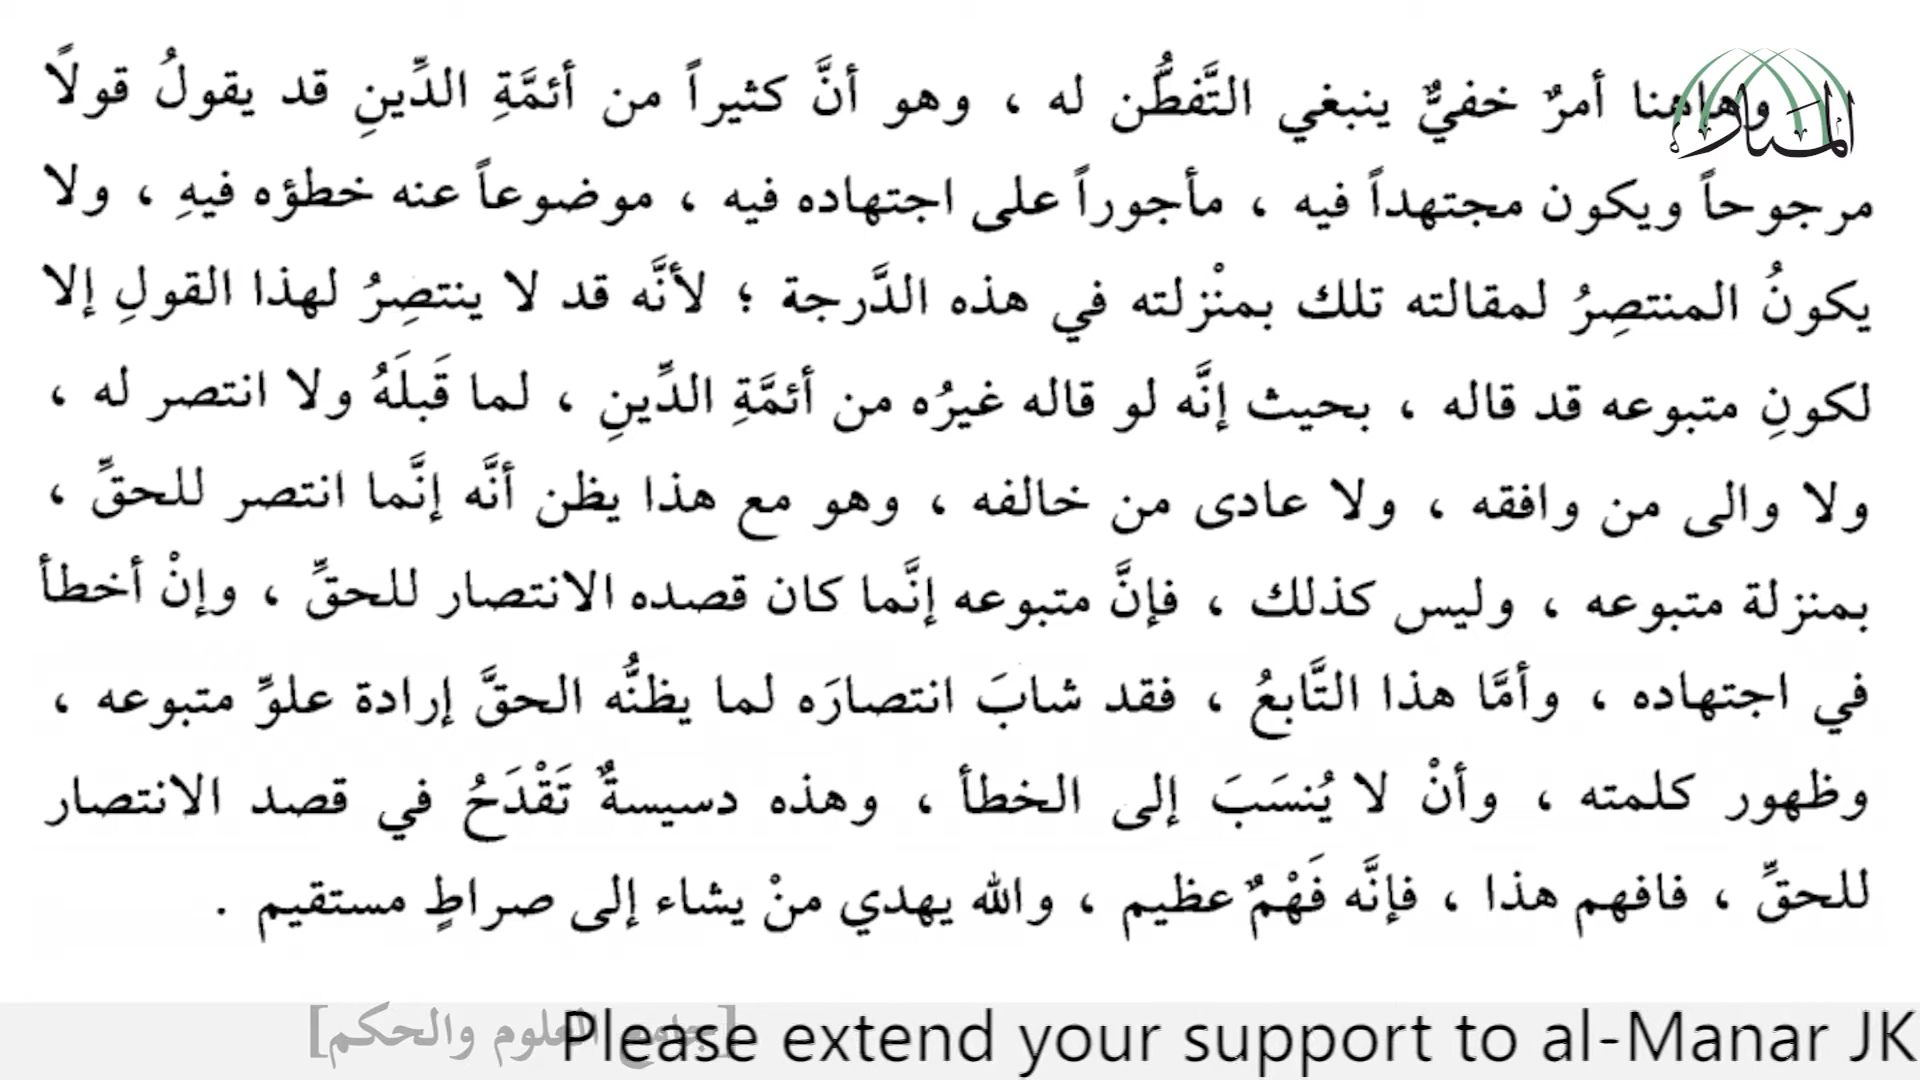 وهاهنا أمرٌ خفيٌّ ينبغي التَّفطُّن له ، وهو أنَّ كثيراً من أئمَّةِ الدِّينِ قد يقولُ قولاً
مرجوحاً ويكون مجتهداً فيه ، مأجوراً على اجتهاده فيه ، موضوعاً عنه خطؤه فيهِ ، ولا
يكونُ المنتصِرُ لمقالته تلك بمنْزلته في هذه الدَّرجة ؛ لأنَّه قد لا ينتصِرُ لهذا القولِ إلا
لكونِ متبوعه قد قاله ، بحيث إنَّه لو قاله غيرُه من أئمَّةِ الدِّينِ ، لما قَبلَهُ ولا انتصر له ،
ولا والى من وافقه ، ولا عادى من خالفه ، وهو مع هذا يظن أنَّه إنَّما انتصر للحقِّ ،
بمنزلة متبوعه ، وليس كذلك ، فإنَّ متبوعه إنَّما كان قصده الانتصار للحقِّ ، وإنْ أخطأ
في اجتهاده ، وأمَّا هذا التَّابعُ ، فقد شابَ انتصارَه لما يظنُّه الحقَّ إرادة علوِّ متبوعه ،
وظهور كلمته ، وأنْ لا يُنسَبَ إلى الخطأ ، وهذه دسيسةٌ تَقْدَحُ في قصد الانتصار
للحقِّ ، فافهم هذا ، فإنَّه فَهْمٌ عظيم ، والله يهدي منْ يشاء إلى صراطٍ مستقيم .
المنار
[جامع العلوم والحكم]
Please extend your support to al-Manar JK